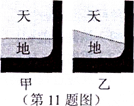 天 天
地 地
甲 乙
(第11题图)